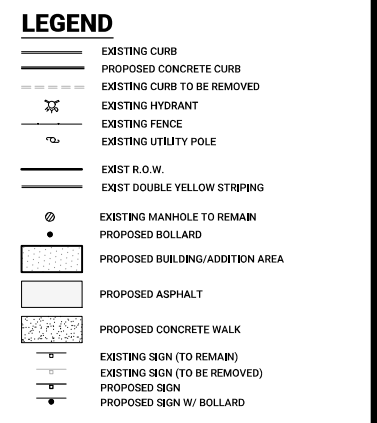 LEGEND
EXISTING CURB
PROPOSED CONCRETE CURB
EXISTING CURB TO BE REMOVED
EXISTING HYDRANT
EXISTING FENCE
EXISTING UTILITY POLE
EXIST R.O.W.
EXIST DOUBLE YELLOW STRIPING
EXISTING MANHOLE TO REMAIN
PROPOSED BOLLARD
PROPOSED BUILDING/ADDITION AREA
PROPOSED ASPHALT
PROPOSED CONCRETE WALK
EXISTING SIGN (TO REMAIN)
EXISTING SIGN (TO BE REMOVED)
PROPOSED SIGN
PROPOSED SIGN W/ BOLLARD